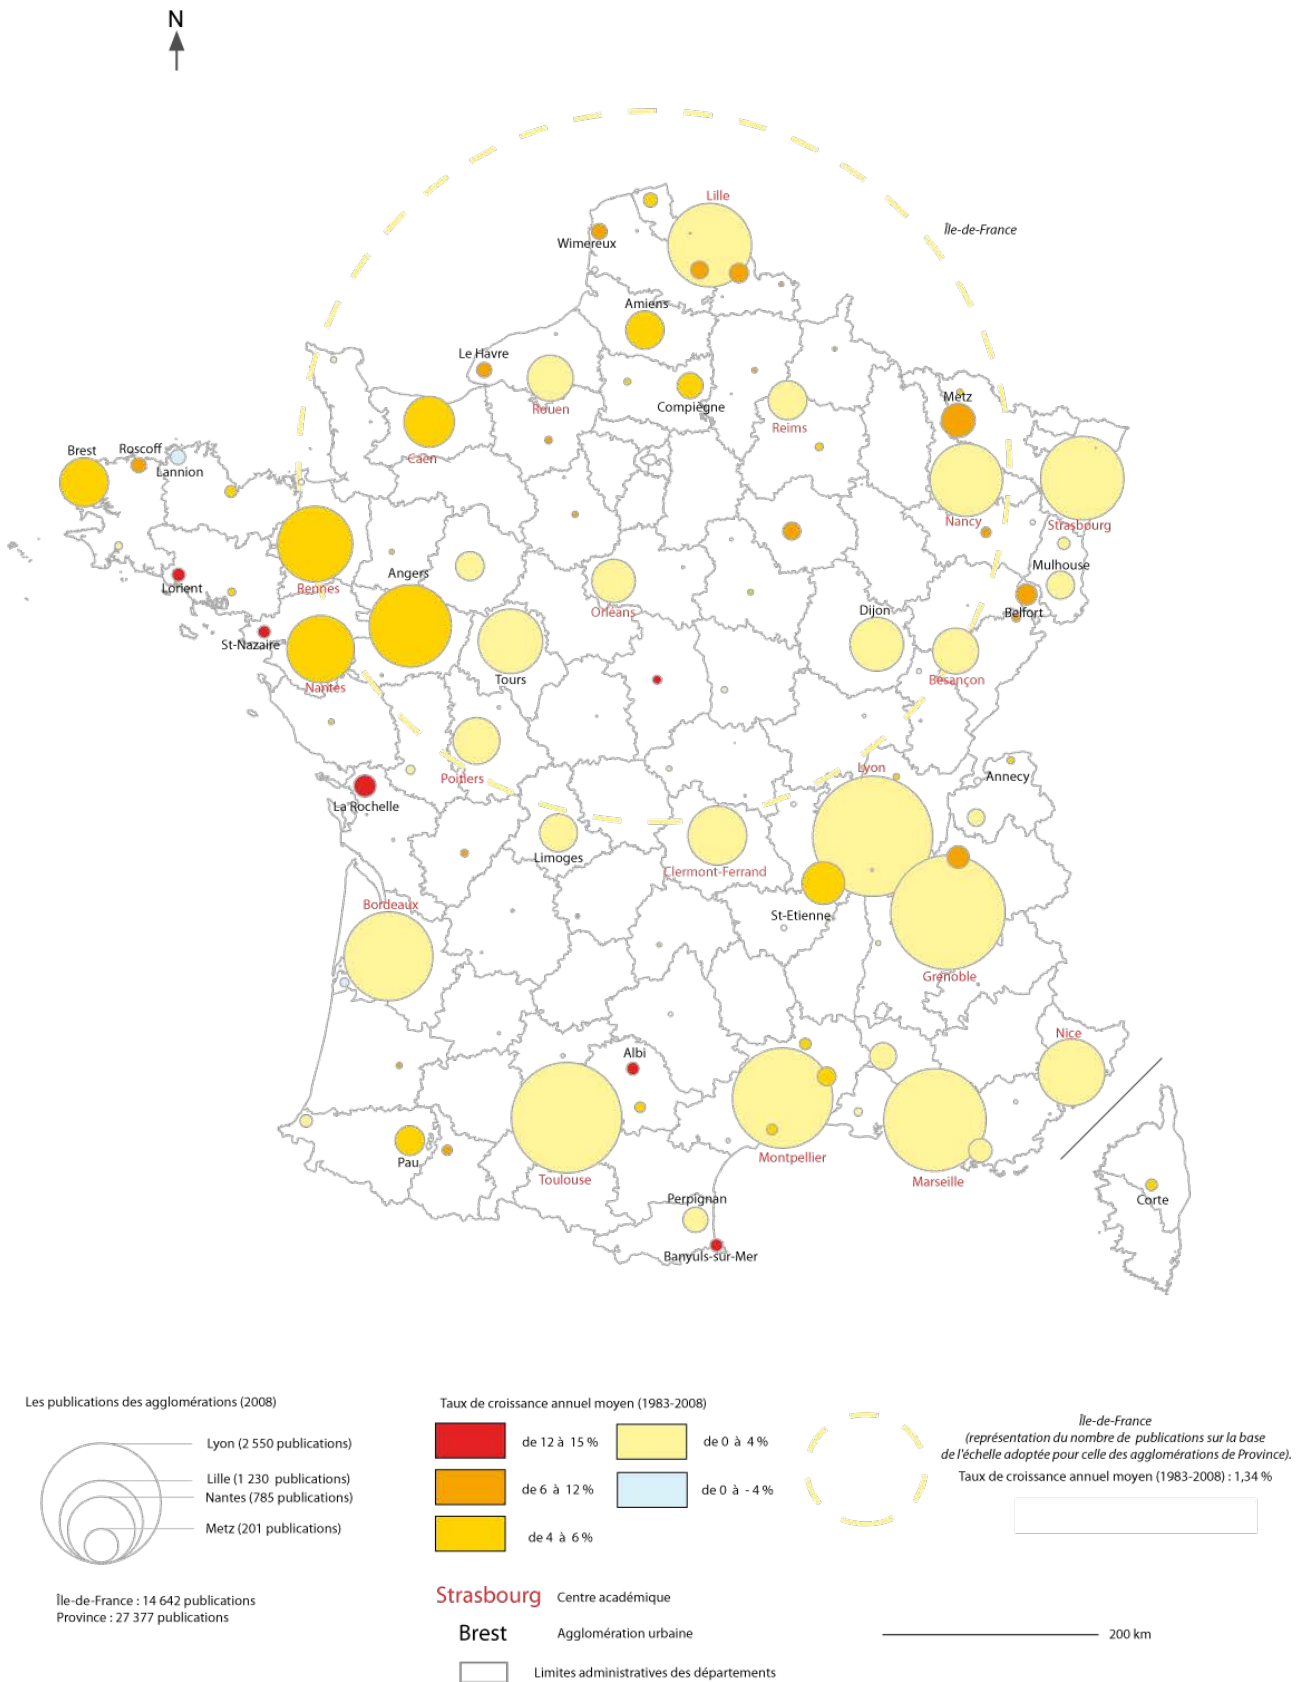 N
Lille
Île-de-France
Wimereux
Amiens
Le Havre
Compiègne
Rouen
Reims
Metz
Caen
Brest
Roscoff
Lannion
Nancy
Strasbourg
Mulhouse
Angers
Lorient
Rennes
Orléans
Belfort
Dijon
St-Nazaire
Nantes
Tours
Besançon
Poitiers
Lyon
Annecy
La Rochelle
Limoges
Clermont-Ferrand
Bordeaux
St-Etienne
Grenoble
Nice
Albi
Pau
Toulouse
Montpellier
Marseille
Perpignan
Corte
Banyuls-sur-Mer
Les publications des agglomérations (2008)
Lyon (2 550 publications)
Lille (1 230 publications)
Nantes (785 publications)
Metz (201 publications)
Île-de-France : 14 642 publications
Province : 27 377 publications
Taux de croissance annuel moyen (1983-2008)
de 12 à 15 %
de 6 à 12 %
de 4 à 6 %
de 0 à 4 %
de 0 à - 4 %
Île-de-France
(représentation du nombre de publications sur la base
de l'échelle adoptée pour celle des agglomérations de Province).
Taux de croissance annuel moyen (1983-2008) : 1,34 %
Strasbourg Centre académique
Brest Agglomération urbaine
Limites administratives des départements
200 km